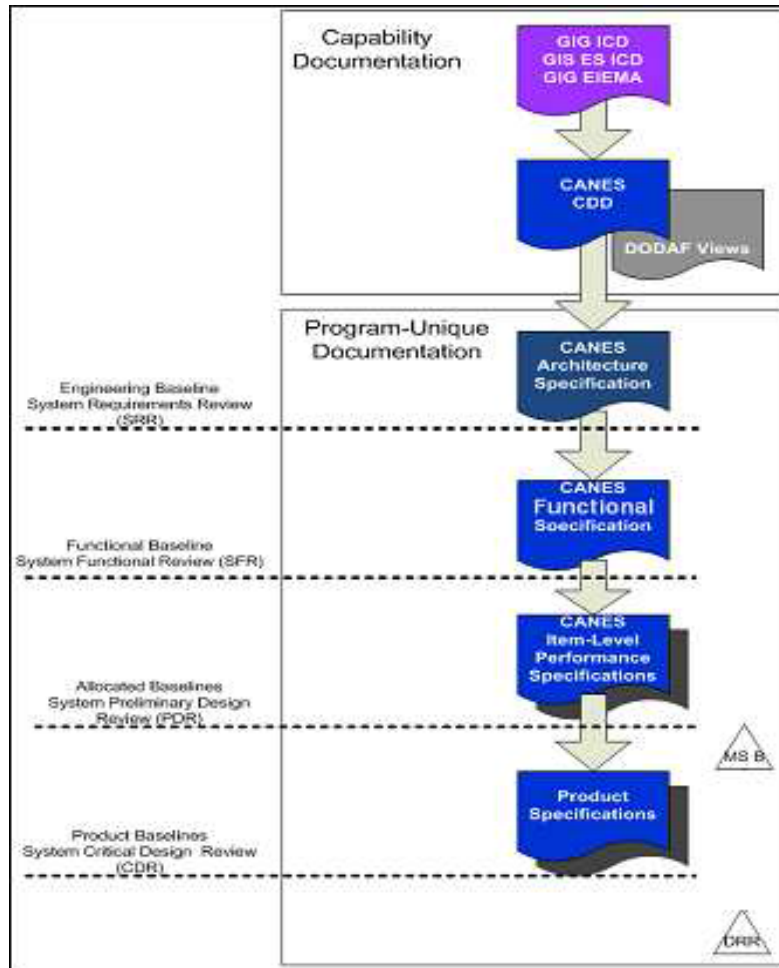 Capability
Documentation
GIG ICD
GIS ES ICD
GIG EIEMA
CANES
CDD
DODAF Views
Program-Unique
Documentation
CANES
Architecture
Specification
Engineering Baseline
System Requirements Review
(SRR)
CANES
Functional
Specification
Functional Baseline
System Functional Review (SFR)
CANES
Item-Level
Performance
Specifications
Allocated Baselines
System Preliminary Design
Review (PDR)
MS B
Product
Specifications
Product Baselines
System Critical Design Review
(CDR)
DRR